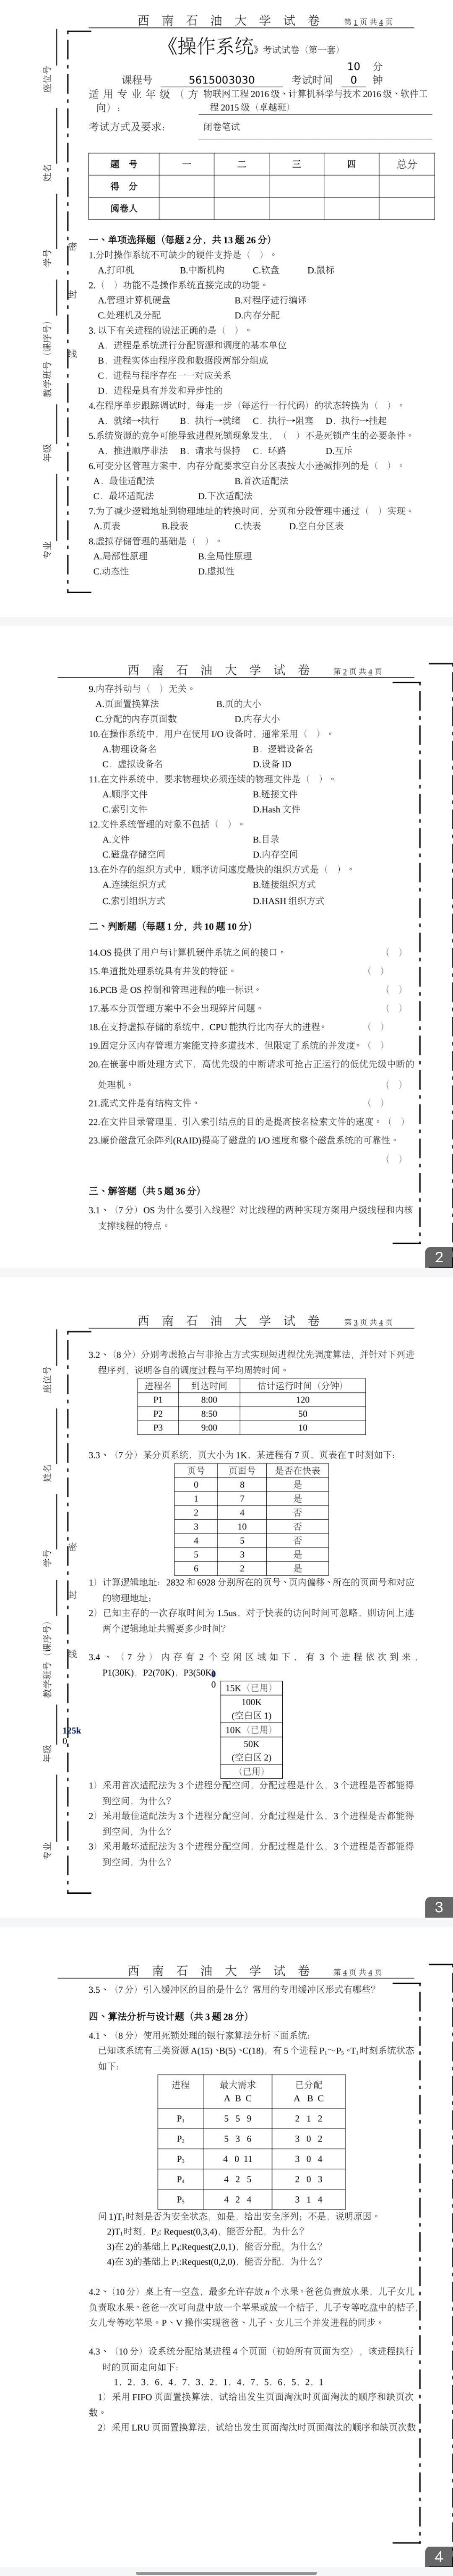 西 南 石 油 大 学 试 卷 第 1 页 共 4 页
《操作系统》考试试卷（第一套）
课程号 5615003030 考试时间 10 分
0 钟
适用专业年级（方 物联网工程 2016 级、计算机科学与技术 2016 级、软件工
向）： 程 2015 级（卓越班）
考试方式及要求： 闭卷笔试
题 号 一 二 三 四 总分
得 分
阅卷人
座位号
姓名
学号
教学班号（课序号）
年级
专业
密
封
线
一、单项选择题（每题 2 分，共 13 题 26 分）
1.分时操作系统不可缺少的硬件支持是（ ）。
A.打印机 B.中断机构 C.软盘 D.鼠标
2.（ ）功能不是操作系统直接完成的功能。
A.管理计算机硬盘 B.对程序进行编译
C.处理机及分配 D.内存分配
3. 以下有关进程的说法正确的是（ ）。
A．进程是系统进行分配资源和调度的基本单位
B．进程实体由程序段和数据段两部分组成
C．进程与程序存在一一对应关系
D．进程是具有并发和异步性的
4.在程序单步跟踪调试时，每走一步（每运行一行代码）的状态转换为（ ）。
A．就绪→执行 B．执行→就绪 C．执行→阻塞 D．执行→挂起
5.系统资源的竞争可能导致进程死锁现象发生，（ ）不是死锁产生的必要条件。
A．推进顺序非法 B．请求与保持 C．环路 D.互斥
6.可变分区管理方案中，内存分配要求空白分区表按大小递减排列的是（ ）。
A．最佳适配法 B.首次适配法
C．最坏适配法 D.下次适配法
7.为了减少逻辑地址到物理地址的转换时间，分页和分段管理中通过（ ）实现。
A.页表 B.段表 C.快表 D.空白分区表
8.虚拟存储管理的基础是（ ）。
A.局部性原理 B.全局性原理
C.动态性 D.虚拟性
西 南 石 油 大 学 试 卷 第 2 页 共 4 页
9.内存抖动与（ ）无关。
A.页面置换算法 B.页的大小
C.分配的内存页面数 D.内存大小
10.在操作系统中，用户在使用 I/O 设备时，通常采用（ ）。
A.物理设备名 B．逻辑设备名
C．虚拟设备名 D.设备 ID
11.在文件系统中，要求物理块必须连续的物理文件是（ ）。
A.顺序文件 B.链接文件
C.索引文件 D.Hash 文件
12.文件系统管理的对象不包括（ ）。
A.文件 B.目录
C.磁盘存储空间 D.内存空间
13.在外存的组织方式中，顺序访问速度最快的组织方式是（ ）。
A.连续组织方式 B.链接组织方式
C.索引组织方式 D.HASH 组织方式
二、判断题（每题 1 分，共 10 题 10 分）
14.OS 提供了用户与计算机硬件系统之间的接口。 （ ）
15.单道批处理系统具有并发的特征。 （ ）
16.PCB 是 OS 控制和管理进程的唯一标识。 （ ）
17.基本分页管理方案中不会出现碎片问题。 （ ）
18.在支持虚拟存储的系统中，CPU 能执行比内存大的进程。 （ ）
19.固定分区内存管理方案能支持多道技术，但限定了系统的并发度。（ ）
20.在嵌套中断处理方式下，高优先级的中断请求可抢占正运行的低优先级中断的
处理机。 （ ）
21.流式文件是有结构文件。 （ ）
22.在文件目录管理里，引入索引结点的目的是提高按名检索文件的速度。（ ）
23.廉价磁盘冗余阵列(RAID)提高了磁盘的 I/O 速度和整个磁盘系统的可靠性。
（ ）
三、解答题（共 5 题 36 分）
3.1、（7 分）OS 为什么要引入线程？对比线程的两种实现方案用户级线程和内核
支撑线程的特点。
2
西 南 石 油 大 学 试 卷 第 3 页 共 4 页
座位号
姓名
学号
教学班号（课序号）
年级
专业
密
封
线
3.2、（8 分）分别考虑抢占与非抢占方式实现短进程优先调度算法，并针对下列进
程序列，说明各自的调度过程与平均周转时间。
进程名 到达时间 估计运行时间（分钟）
P1 8:00 120
P2 8:50 50
P3 9:00 10
3.3、（7 分）某分页系统，页大小为 1K，某进程有 7 页，页表在 T 时刻如下：
页号 页面号 是否在快表
0 8 是
1 7 是
2 4 否
3 10 否
4 5 否
5 3 是
6 2 是
1）计算逻辑地址：2832 和 6928 分别所在的页号、页内偏移、所在的页面号和对应
的物理地址；
2）已知主存的一次存取时间为 1.5us，对于快表的访问时间可忽略，则访问上述
两个逻辑地址共需要多少时间？
3.4、（7 分）内存有 2 个空闲区域如下，有 3 个进程依次到来，
P1(30K)，P2(70K)，P3(50K)
0
15K（已用）
100K
(空白区 1)
10K（已用）
50K
(空白区 2)
（已用）
125k
0
1）采用首次适配法为 3 个进程分配空间，分配过程是什么，3 个进程是否都能得
到空间，为什么？
2）采用最佳适配法为 3 个进程分配空间，分配过程是什么，3 个进程是否都能得
到空间，为什么？
3）采用最坏适配法为 3 个进程分配空间，分配过程是什么，3 个进程是否都能得
到空间，为什么？
3
西 南 石 油 大 学 试 卷 第 4 页 共 4 页
3.5、（7 分）引入缓冲区的目的是什么？常用的专用缓冲区形式有哪些？
四、算法分析与设计题（共 3 题 28 分）
4.1、（8 分）使用死锁处理的银行家算法分析下面系统：
已知该系统有三类资源 A(15)、B(5)、C(18)，有 5 个进程 P₁～P₅。T₁时刻系统状态
如下：
进程 最大需求 已分配
A B C A B C
P₁ 5 5 9 2 1 2
P₂ 5 3 6 3 0 2
P₃ 4 0 11 3 0 4
P₄ 4 2 5 2 0 3
P₅ 4 2 4 3 1 4
问 1)T₁时刻是否为安全状态，如是，给出安全序列；不是，说明原因。
2)T₁时刻，P₂: Request(0,3,4)，能否分配，为什么？
3)在 2)的基础上 P₄:Request(2,0,1)，能否分配，为什么？
4)在 3)的基础上 P₁:Request(0,2,0)，能否分配，为什么？
4.2、（10 分）桌上有一空盘，最多允许存放 n 个水果。爸爸负责放水果，儿子女儿
负责取水果。爸爸一次可向盘中放一个苹果或放一个桔子，儿子专等吃盘中的桔子，
女儿专等吃苹果。P、V 操作实现爸爸、儿子、女儿三个并发进程的同步。
4.3、（10 分）设系统分配给某进程 4 个页面（初始所有页面为空），该进程执行
时的页面走向如下：
1．2．3．6．4．7．3．2．1．4．7．5．6．5．2．1
1）采用 FIFO 页面置换算法，试给出发生页面淘汰时页面淘汰的顺序和缺页次
数。
2）采用 LRU 页面置换算法，试给出发生页面淘汰时页面淘汰的顺序和缺页次数
4